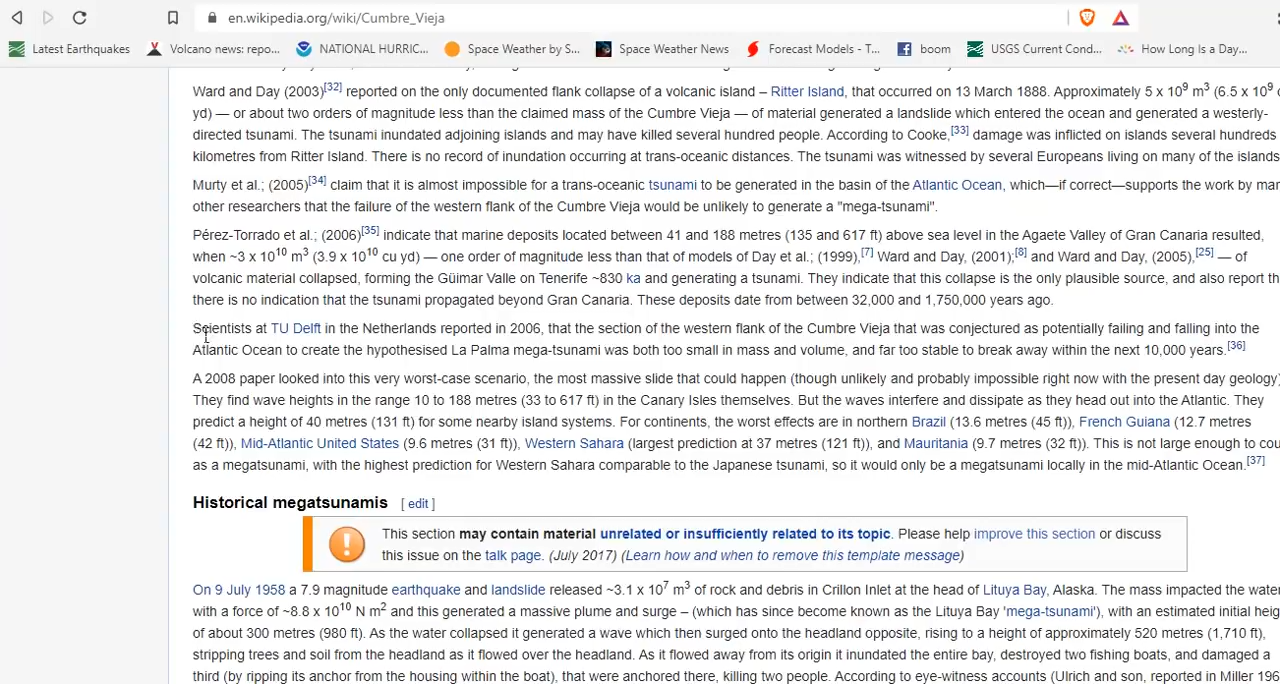 en.wikipedia.org/wiki/Cumbre_Vieja
Latest Earthquakes Volcano news: repo... NATIONAL HURRIC... Space Weather by S... Space Weather News Forecast Models - T... boom USGS Current Cond... How Long Is a Day...
Ward and Day (2003)[32] reported on the only documented flank collapse of a volcanic island – Ritter Island, that occurred on 13 March 1888. Approximately 5 x 10⁹ m³ (6.5 x 10⁹ c
yd) — or about two orders of magnitude less than the claimed mass of the Cumbre Vieja — of material generated a landslide which entered the ocean and generated a westerly-
directed tsunami. The tsunami inundated adjoining islands and may have killed several hundred people. According to Cooke,[33] damage was inflicted on islands several hundreds
kilometres from Ritter Island. There is no record of inundation occurring at trans-oceanic distances. The tsunami was witnessed by several Europeans living on many of the islands
Murty et al.; (2005)[34] claim that it is almost impossible for a trans-oceanic tsunami to be generated in the basin of the Atlantic Ocean, which—if correct—supports the work by man
other researchers that the failure of the western flank of the Cumbre Vieja would be unlikely to generate a "mega-tsunami".
Pérez-Torrado et al.; (2006)[35] indicate that marine deposits located between 41 and 188 metres (135 and 617 ft) above sea level in the Agaete Valley of Gran Canaria resulted,
when ~3 x 10¹⁰ m³ (3.9 x 10¹⁰ cu yd) — one order of magnitude less than that of models of Day et al.; (1999),[7] Ward and Day, (2001);[8] and Ward and Day, (2005),[25] — of
volcanic material collapsed, forming the Güimar Valle on Tenerife ~830 ka and generating a tsunami. They indicate that this collapse is the only plausible source, and also report th
there is no indication that the tsunami propagated beyond Gran Canaria. These deposits date from between 32,000 and 1,750,000 years ago.
Scientists at TU Delft in the Netherlands reported in 2006, that the section of the western flank of the Cumbre Vieja that was conjectured as potentially failing and falling into the
Atlantic Ocean to create the hypothesised La Palma mega-tsunami was both too small in mass and volume, and far too stable to break away within the next 10,000 years.[36]
A 2008 paper looked into this very worst-case scenario, the most massive slide that could happen (though unlikely and probably impossible right now with the present day geology)
They find wave heights in the range 10 to 188 metres (33 to 617 ft) in the Canary Isles themselves. But the waves interfere and dissipate as they head out into the Atlantic. They
predict a height of 40 metres (131 ft) for some nearby island systems. For continents, the worst effects are in northern Brazil (13.6 metres (45 ft)), French Guiana (12.7 metres
(42 ft)), Mid-Atlantic United States (9.6 metres (31 ft)), Western Sahara (largest prediction at 37 metres (121 ft)), and Mauritania (9.7 metres (32 ft)). This is not large enough to cou
as a megatsunami, with the highest prediction for Western Sahara comparable to the Japanese tsunami, so it would only be a megatsunami locally in the mid-Atlantic Ocean.[37]
Historical megatsunamis [ edit ]
This section may contain material unrelated or insufficiently related to its topic. Please help improve this section or discuss
this issue on the talk page. (July 2017) (Learn how and when to remove this template message)
On 9 July 1958 a 7.9 magnitude earthquake and landslide released ~3.1 x 10⁷ m³ of rock and debris in Crillon Inlet at the head of Lituya Bay, Alaska. The mass impacted the water
with a force of ~8.8 x 10¹⁰ N m² and this generated a massive plume and surge – (which has since become known as the Lituya Bay 'mega-tsunami'), with an estimated initial heig
of about 300 metres (980 ft). As the water collapsed it generated a wave which then surged onto the headland opposite, rising to a height of approximately 520 metres (1,710 ft),
stripping trees and soil from the headland as it flowed over the headland. As it flowed away from its origin it inundated the entire bay, destroyed two fishing boats, and damaged a
third (by ripping its anchor from the housing within the boat), that were anchored there, killing two people. According to eye-witness accounts (Ulrich and son, reported in Miller 196